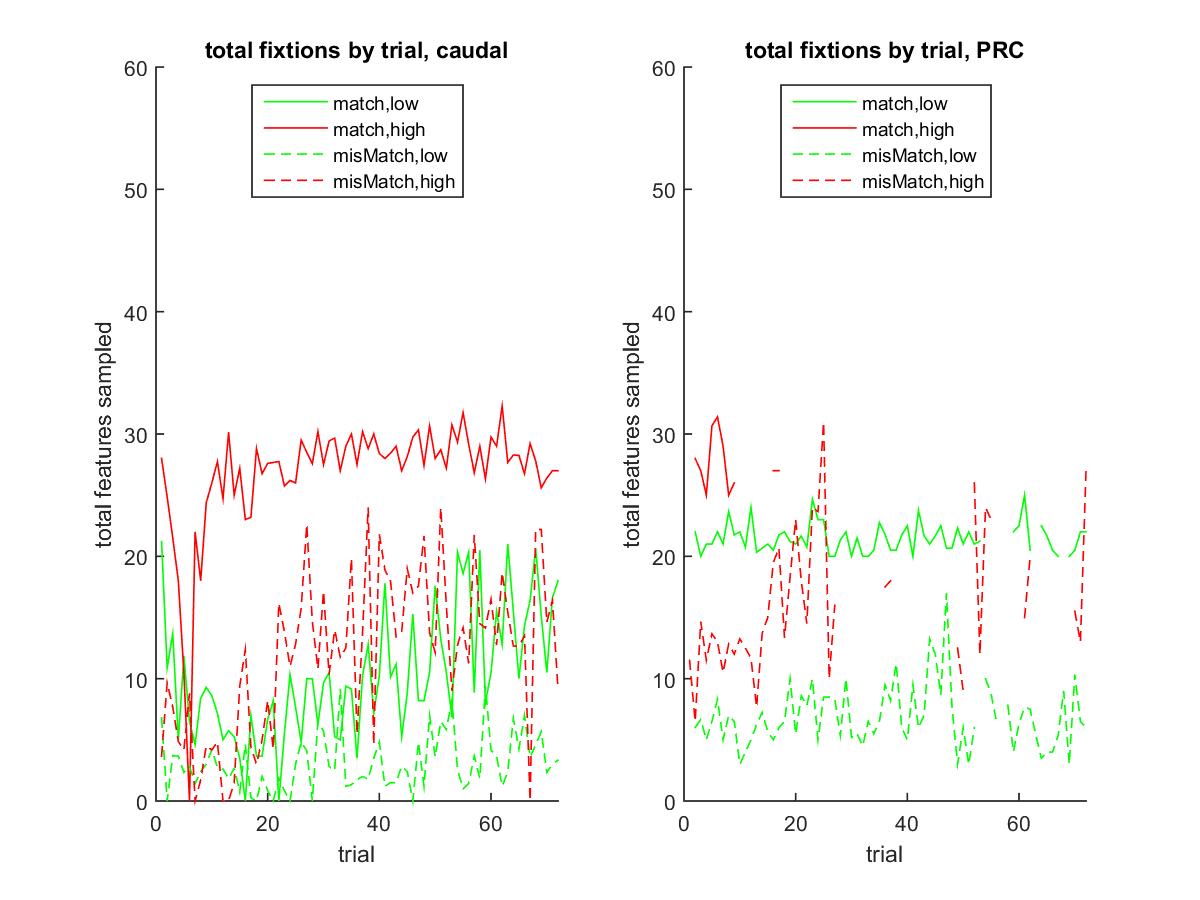 total fixtions by trial, caudal
60
50
40
30
20
10
0
total features sampled
match,low
match,high
misMatch,low
misMatch,high
0 20 40 60
trial
total fixtions by trial, PRC
60
50
40
30
20
10
0
total features sampled
match,low
match,high
misMatch,low
misMatch,high
0 20 40 60
trial